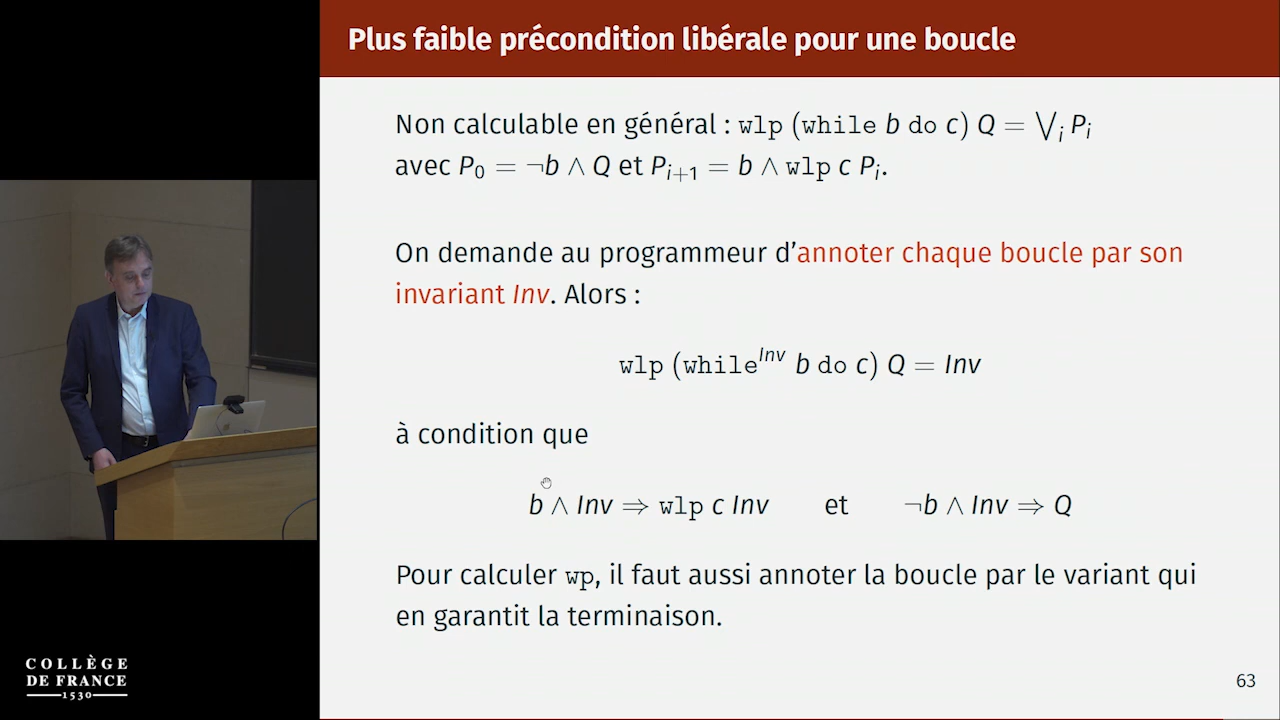 Plus faible précondition libérale pour une boucle
Non calculable en général : wlp (while b do c) Q = ⋁ᵢ Pᵢ
avec P₀ = ¬b ∧ Q et Pᵢ₊₁ = b ∧ wlp c Pᵢ.
On demande au programmeur d’annoter chaque boucle par son
invariant Inv. Alors :
wlp (while^Inv b do c) Q = Inv
à condition que
b ∧ Inv ⇒ wlp c Inv et ¬b ∧ Inv ⇒ Q
Pour calculer wp, il faut aussi annoter la boucle par le variant qui
en garantit la terminaison.
63
COLLÈGE
DE FRANCE
1530